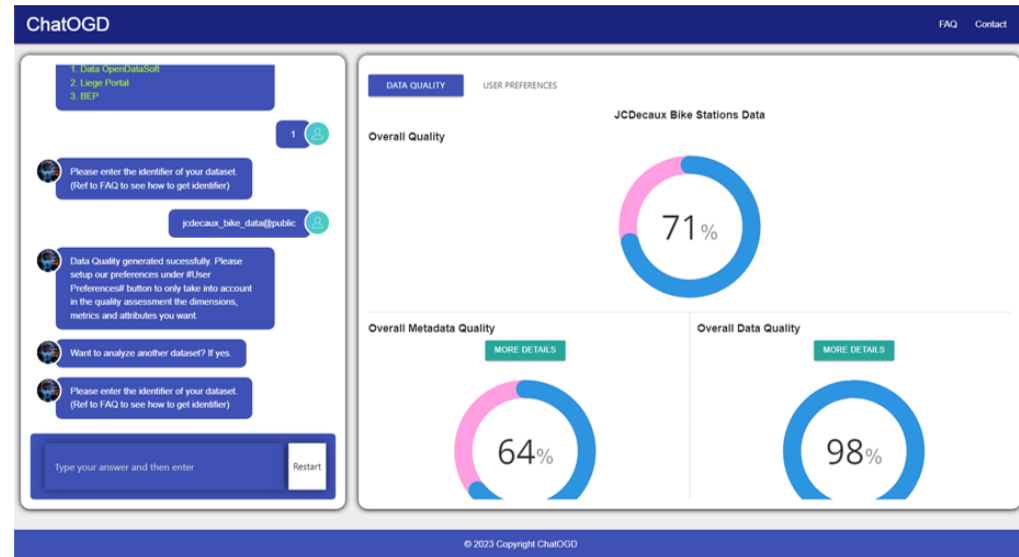 ChatOGD
FAQ Contact
1. Data OpenDataSoft
2. Liege Portal
3. BEP
1
Please enter the identifier of your dataset.
(Ref to FAQ to see how to get identifier)
jcdecaux_bike_data@public
Data Quality generated sucessfully. Please
setup our preferences under #User
Preferences# button to only take into account
in the quality assessment the dimensions,
metrics and attributes you want.
Want to analyze another dataset? If yes.
Please enter the identifier of your dataset.
(Ref to FAQ to see how to get identifier)
Type your answer and then enter
Restart
DATA QUALITY
USER PREFERENCES
JCDecaux Bike Stations Data
Overall Quality
71%
Overall Metadata Quality
MORE DETAILS
64%
Overall Data Quality
MORE DETAILS
98%
© 2023 Copyright ChatOGD